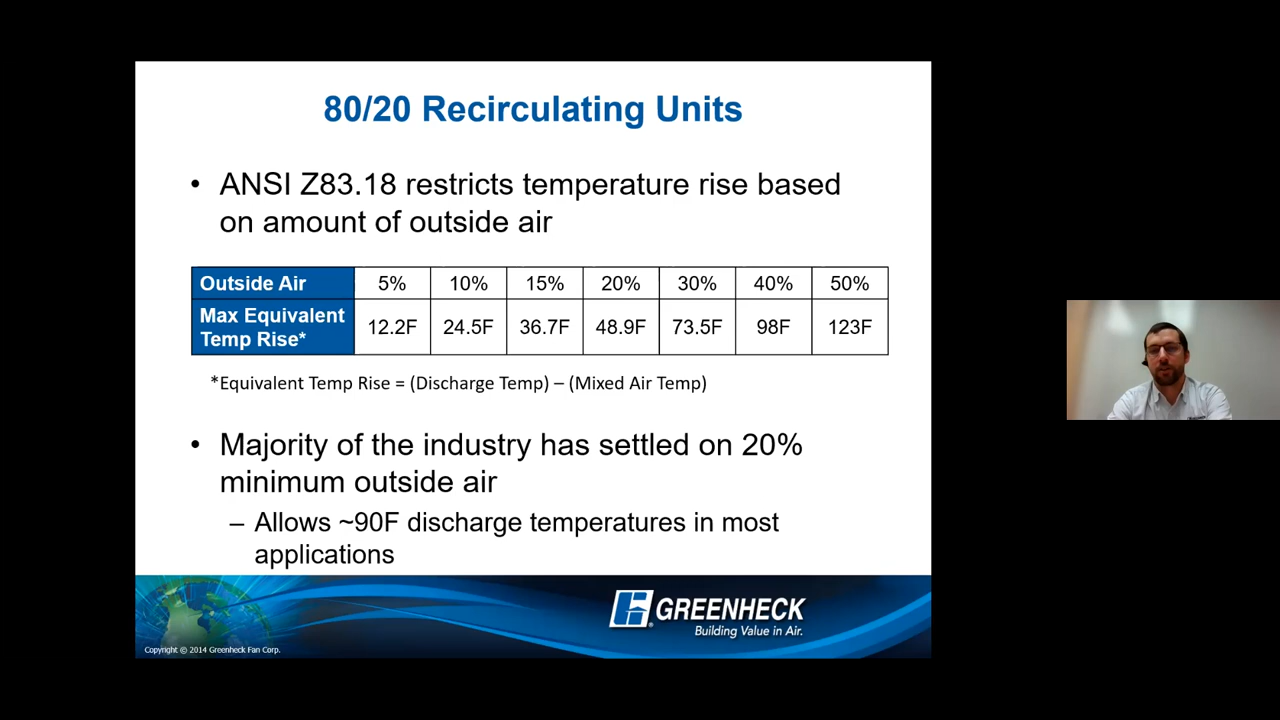 80/20 Recirculating Units
• ANSI Z83.18 restricts temperature rise based
on amount of outside air
Outside Air 5% 10% 15% 20% 30% 40% 50%
Max Equivalent
Temp Rise* 12.2F 24.5F 36.7F 48.9F 73.5F 98F 123F
*Equivalent Temp Rise = (Discharge Temp) – (Mixed Air Temp)
• Majority of the industry has settled on 20%
minimum outside air
– Allows ~90F discharge temperatures in most
applications
GREENHECK
Building Value in Air.
Copyright © 2014 Greenheck Fan Corp.